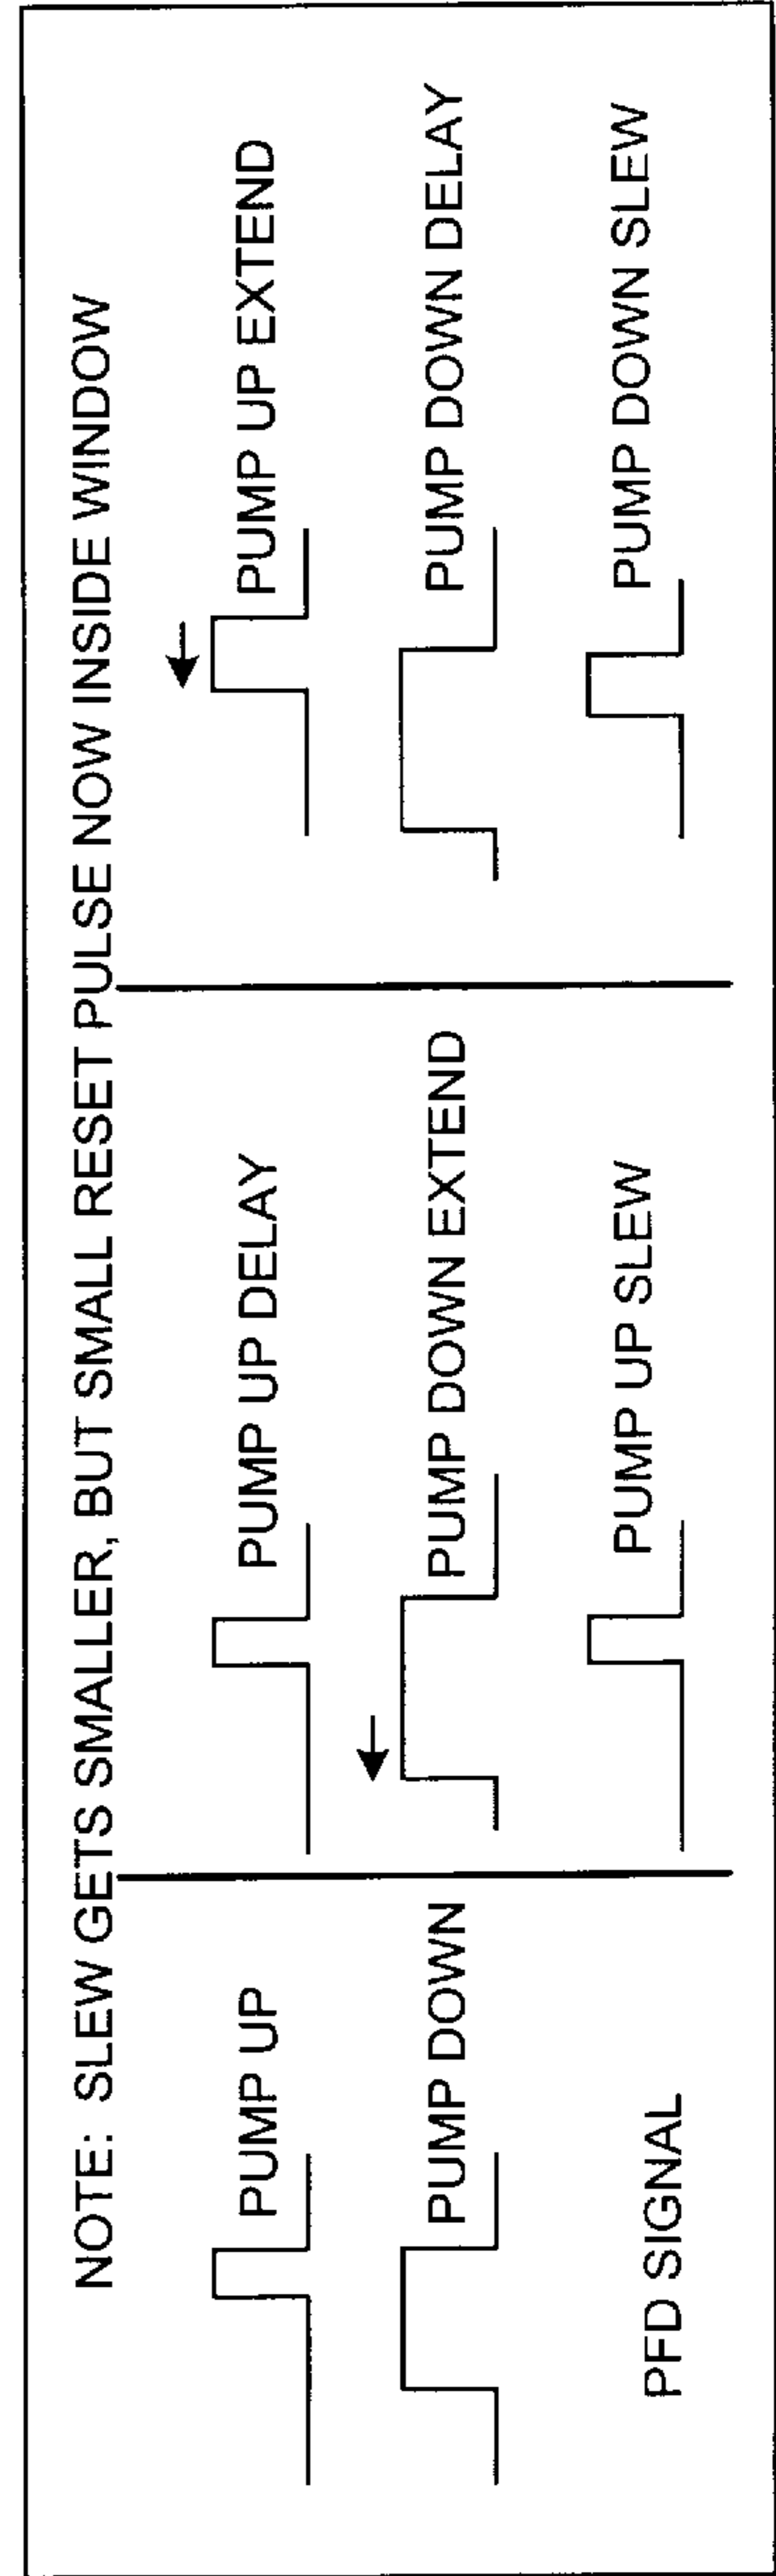 NOTE: SLEW GETS SMALLER, BUT SMALL RESET PULSE NOW INSIDE WINDOW
PUMP UP
PUMP DOWN
PFD SIGNAL
PUMP UP DELAY
PUMP DOWN EXTEND
PUMP UP SLEW
PUMP UP EXTEND
PUMP DOWN DELAY
PUMP DOWN SLEW